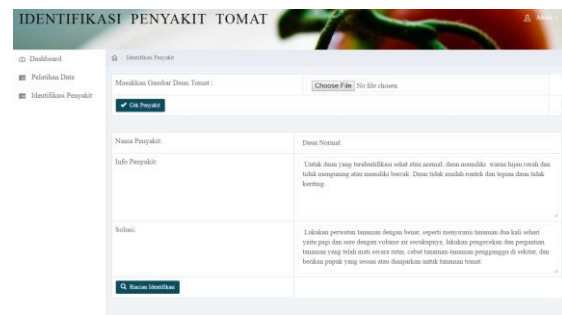 IDENTIFIKASI PENYAKIT TOMAT
Admin
Dashboard
Identifikasi Penyakit
Pelatihan Data
Identifikasi Penyakit
Masukkan Gambar Daun Tomat :
Choose File No file chosen
Cek Penyakit
Nama Penyakit:
Daun Normal
Info Penyakit:
Untuk daun yang teridentifikasi sehat atau normal, daun memiliki warna hijau cerah dan
tidak menguning atau memiliki bercak. Daun tidak mudah rontok dan tepian daun tidak
keriting.
Solusi:
Lakukan perwatan tanaman dengan benar, seperti menyirami tanaman dua kali sehari
yaitu pagi dan sore dengan volume air secukupnya, lakukan pengecekan dan pergantian
tanaman yang telah mati secara rutin, cabut tanaman-tanaman pengganggu di sekitar, dan
berikan pupuk yang sesuai atau dianjurkan untuk tanaman tomat
Rincian Identifikasi